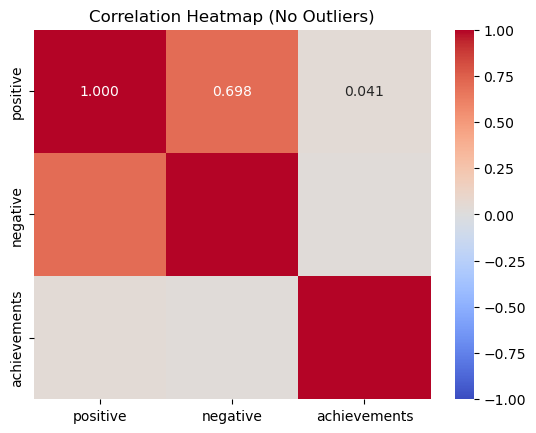 Correlation Heatmap (No Outliers)
positive
1.000 0.698 0.041
negative
achievements
positive negative achievements
1.00
0.75
0.50
0.25
0.00
−0.25
−0.50
−0.75
−1.00